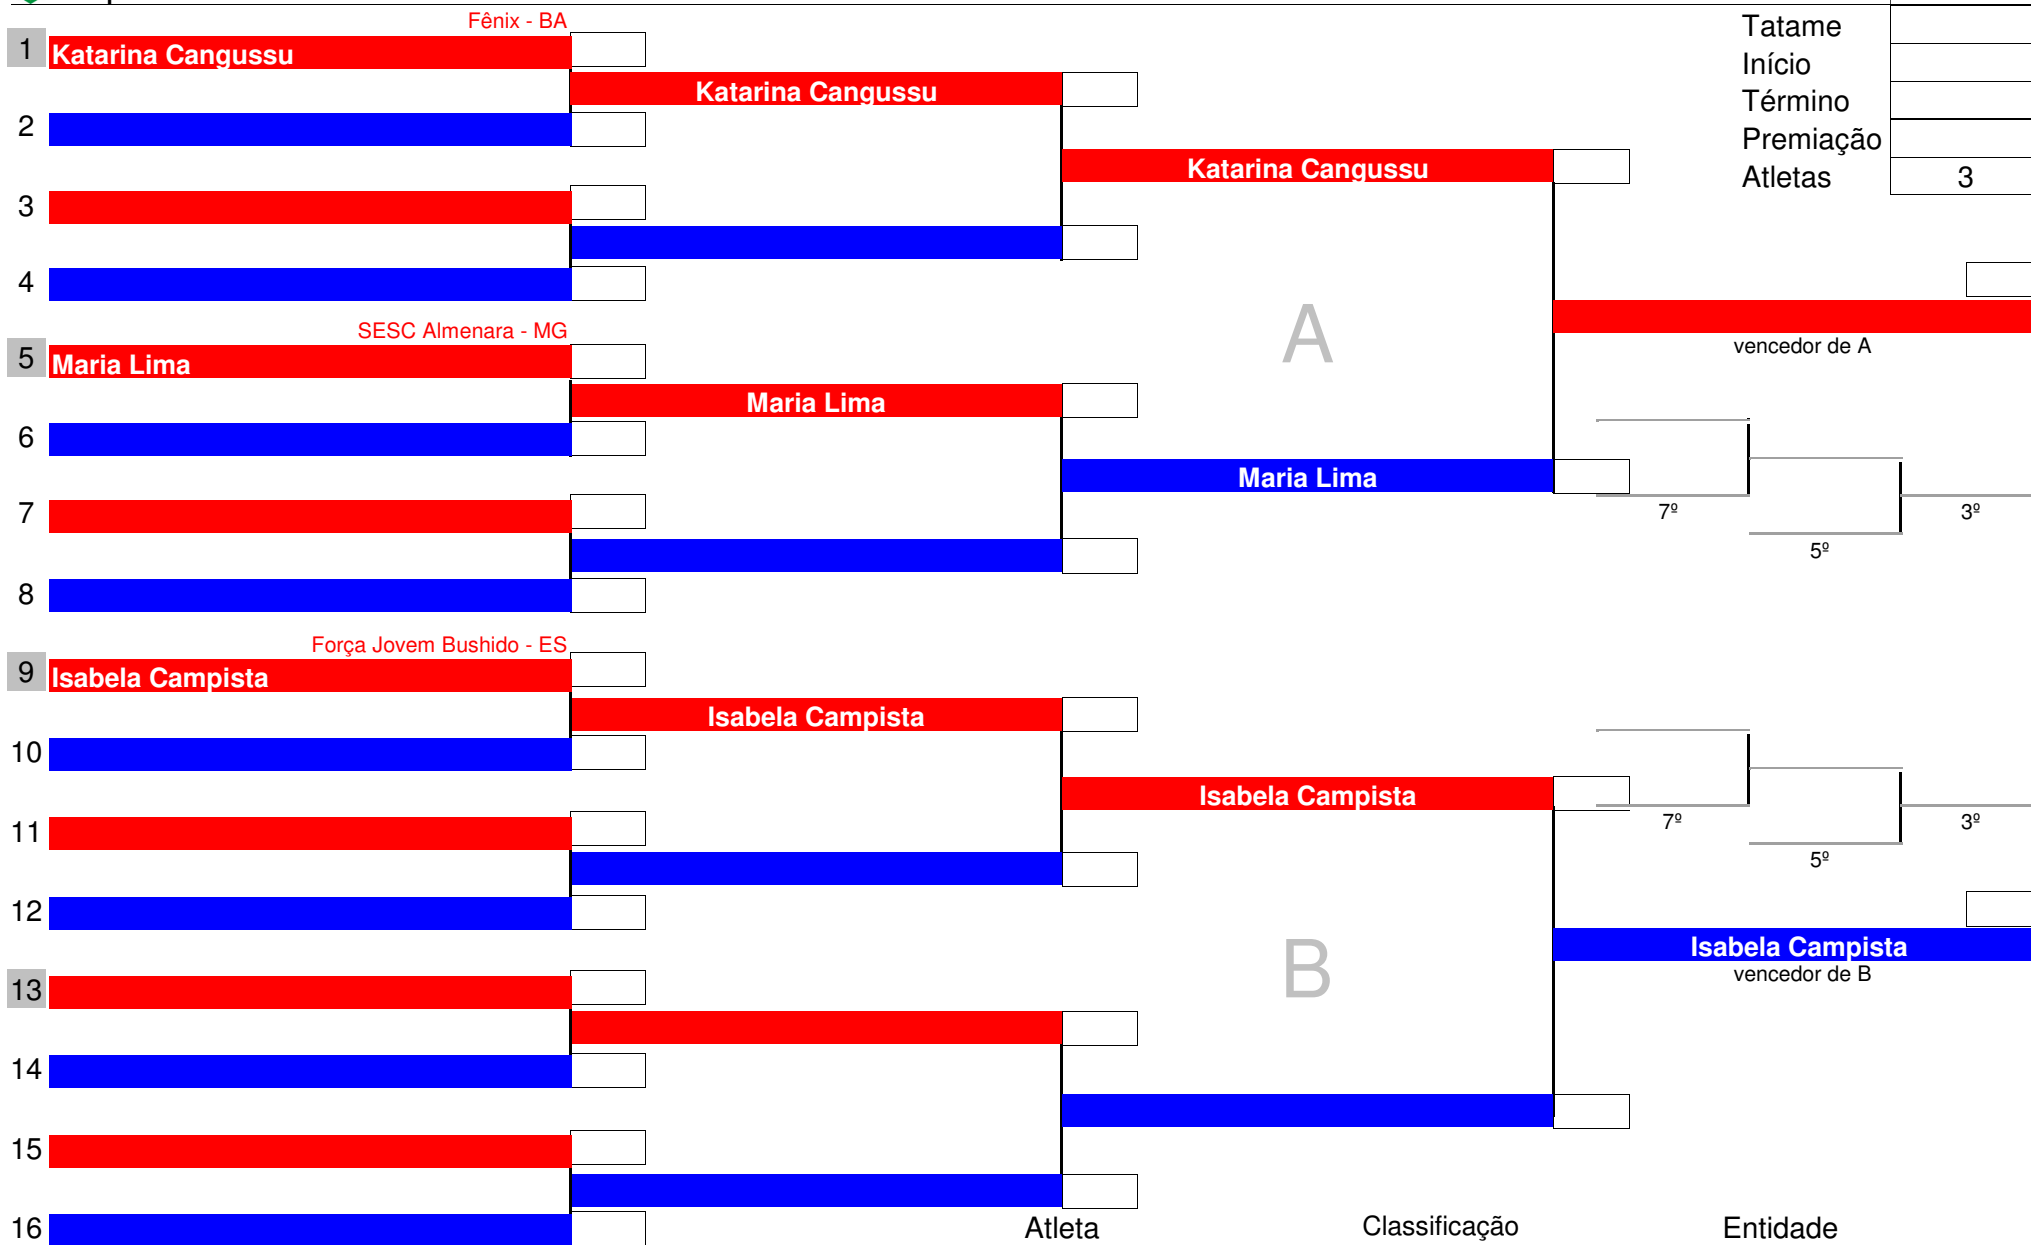 Fênix - BA
Tatame
1 Katarina Cangussu
Início
Katarina Cangussu
Término
2
Premiação
Katarina Cangussu
Atletas 3
3
4
SESC Almenara - MG
A
vencedor de A
5 Maria Lima
Maria Lima
6
Maria Lima
7
7º 3º
5º
8
Força Jovem Bushido - ES
9 Isabela Campista
Isabela Campista
10
Isabela Campista
7º 3º
11
5º
12
Isabela Campista
B
vencedor de B
13
14
15
16
Atleta Classificação Entidade